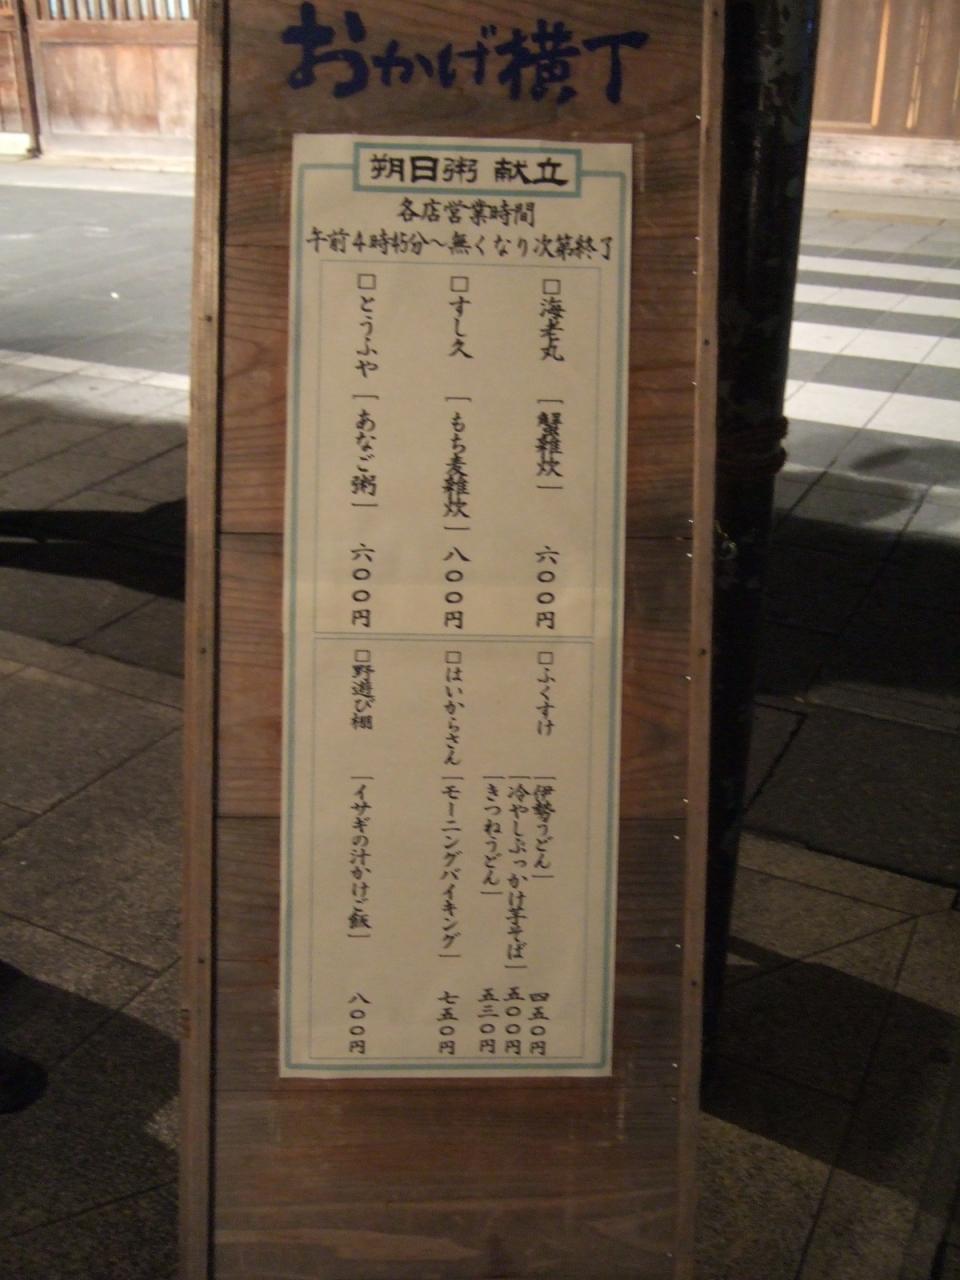 おかげ横丁
朔日粥 献立
各店営業時間
午前4時45分～無くなり次第終了
□海老丸 「蟹雑炊」 六〇〇円
□すし久 「もち麦雑炊」 八〇〇円
□とうふや 「あなご粥」 六〇〇円
□ふくすけ 「伊勢うどん」 四五〇円
「冷やしぶっかけ芋そば」 五〇〇円
「きつねうどん」 五三〇円
□はいからさん 「モーニングバイキング」 七五〇円
□野遊び棚 「イサギの汁かけご飯」 八〇〇円